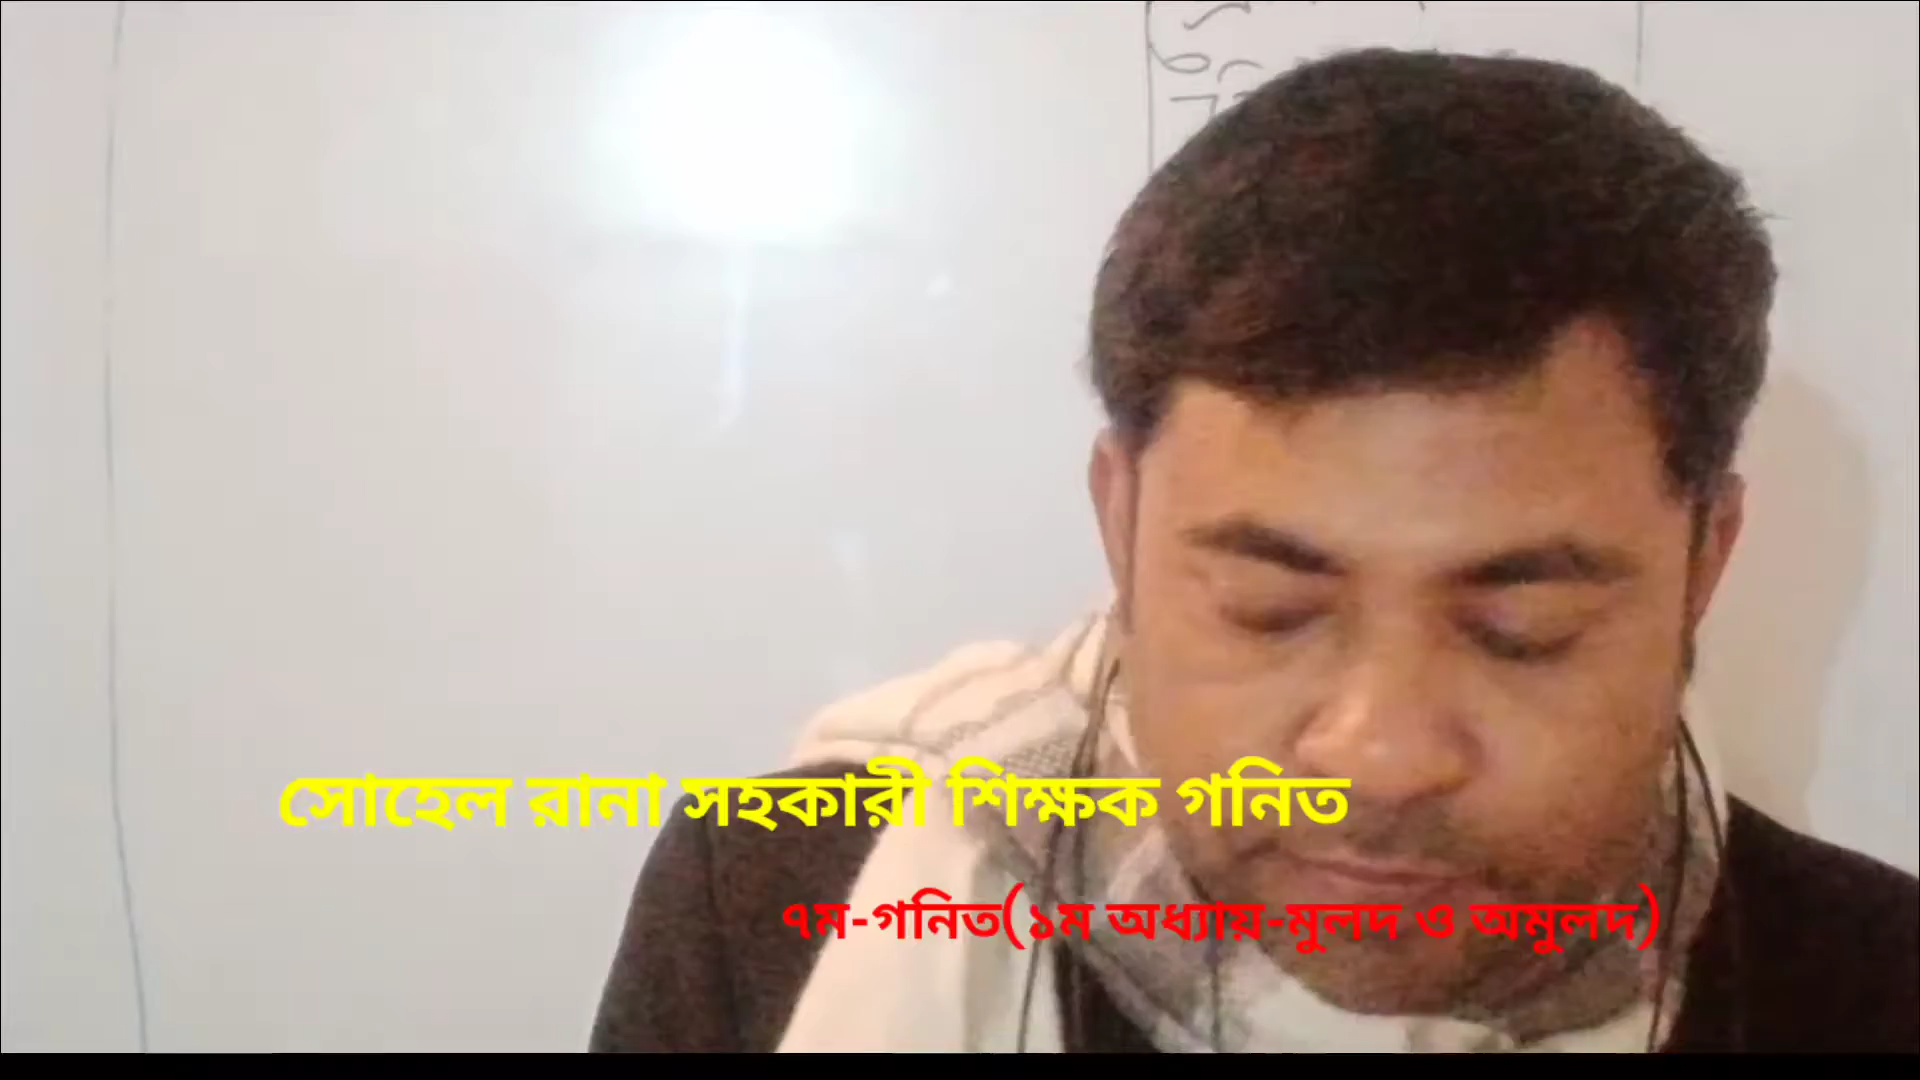 সোহেল রানা সহকারী শিক্ষক গনিত
৭ম-গনিত(১ম অধ্যায়-মুলদ ও অমুলদ)